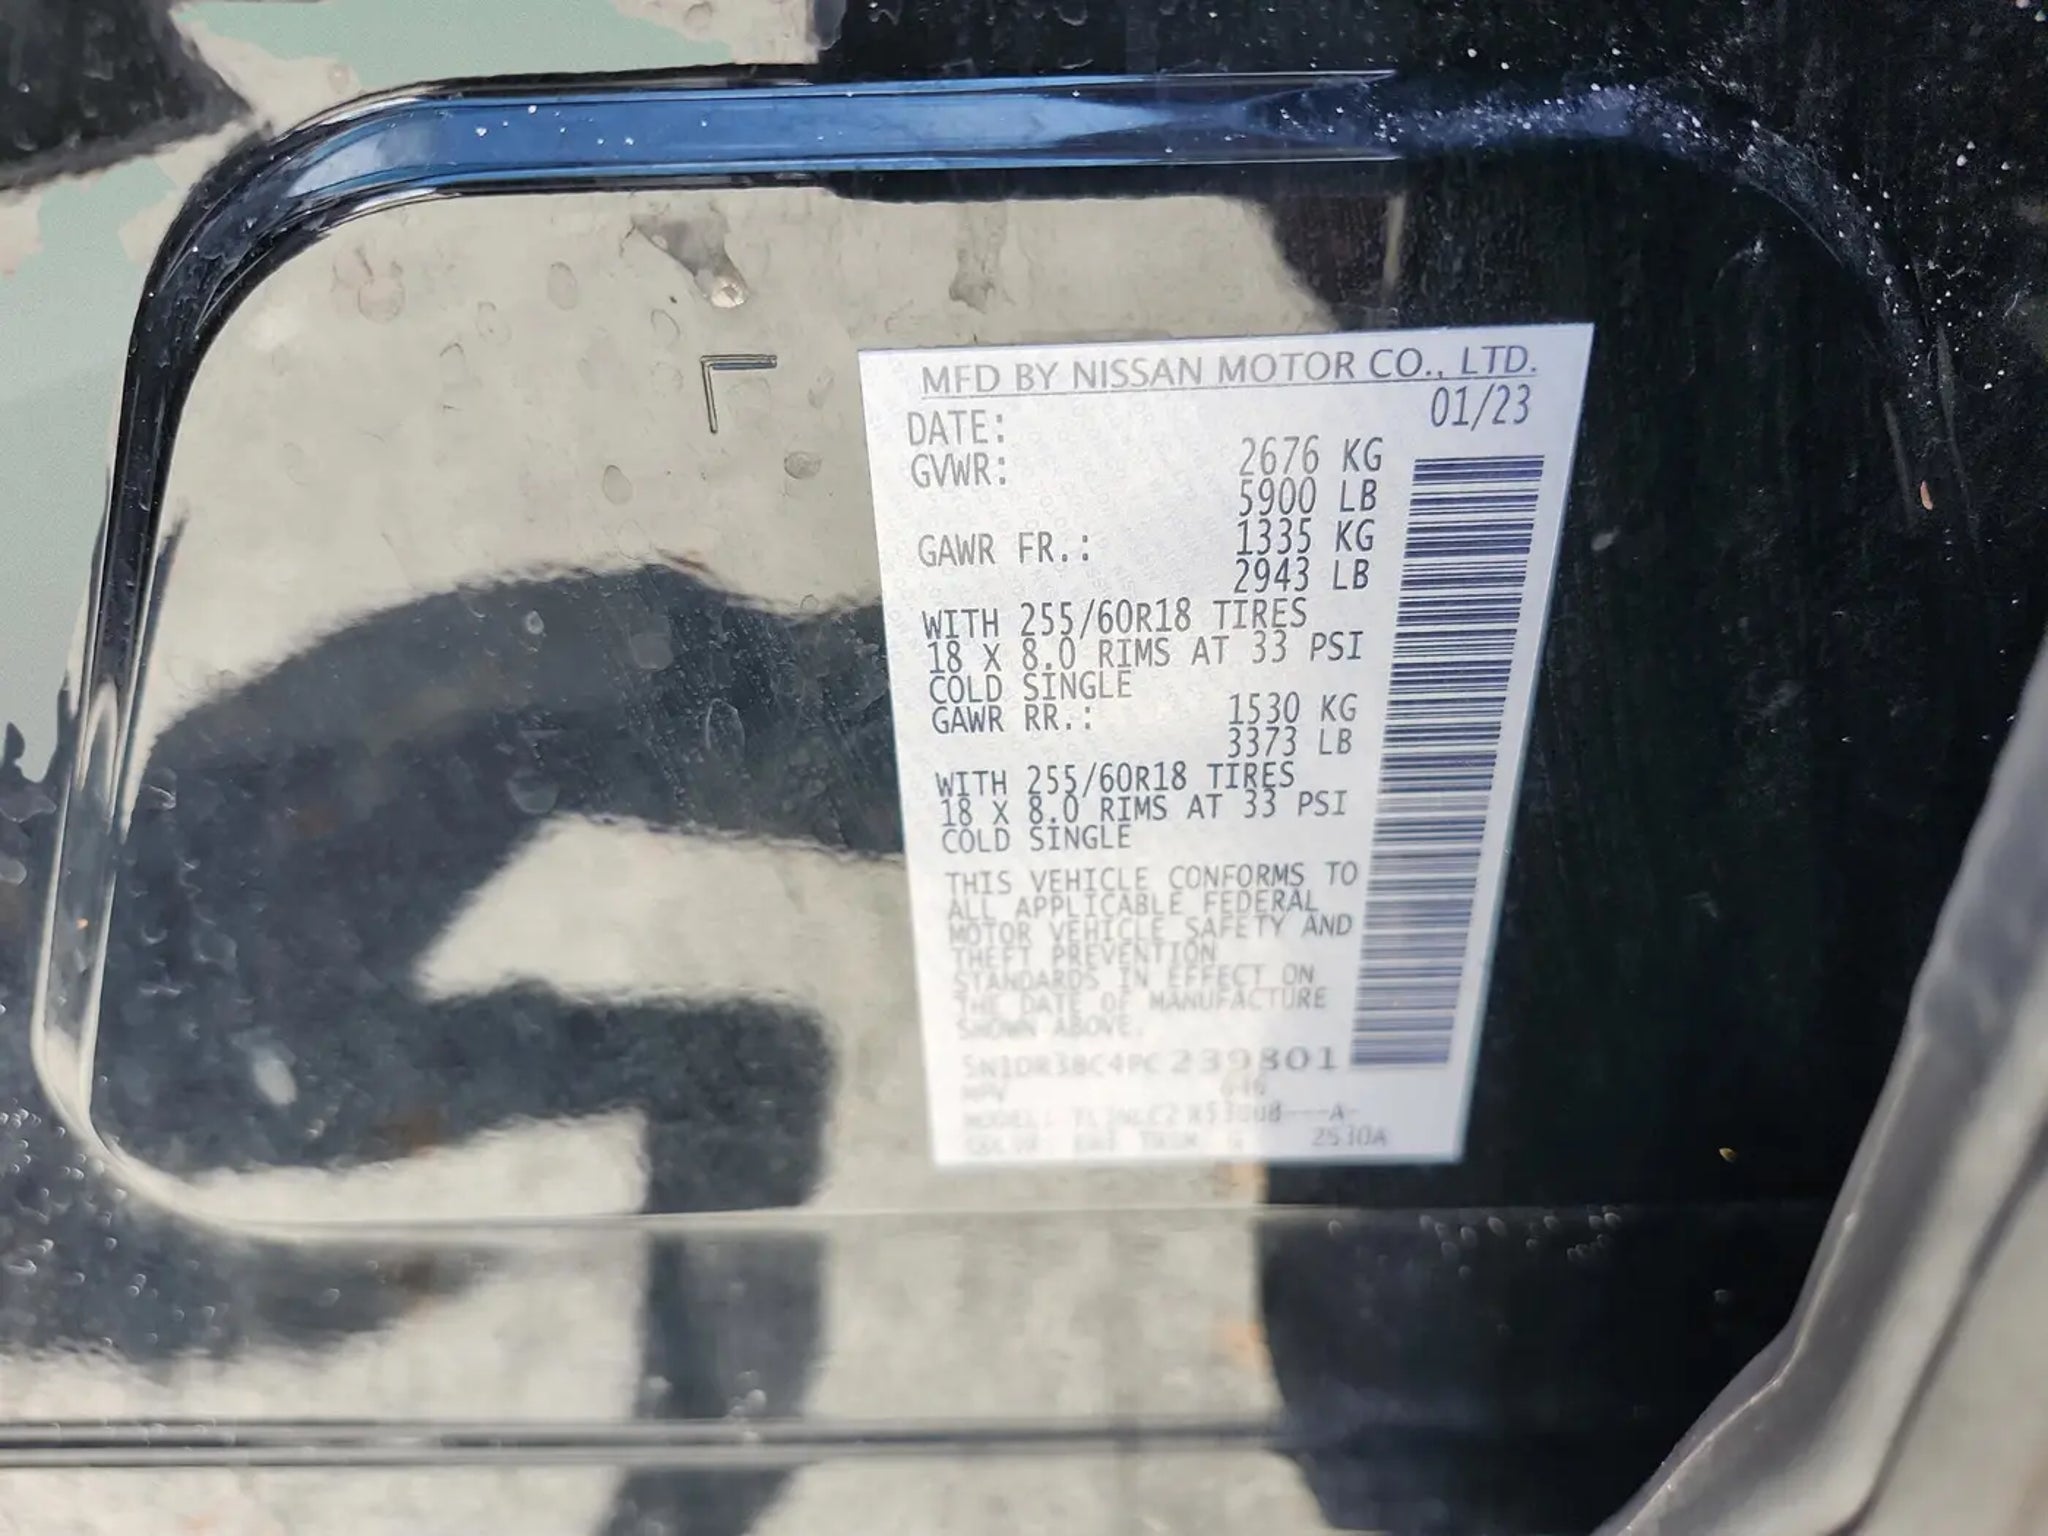 MFD BY NISSAN MOTOR CO., LTD.
DATE: 01/23
GVWR: 2676 KG
5900 LB
GAWR FR.: 1335 KG
2943 LB
WITH 255/60R18 TIRES
18 X 8.0 RIMS AT 33 PSI
COLD SINGLE
GAWR RR.: 1530 KG
3373 LB
WITH 255/60R18 TIRES
18 X 8.0 RIMS AT 33 PSI
COLD SINGLE
THIS VEHICLE CONFORMS TO
ALL APPLICABLE FEDERAL
MOTOR VEHICLE SAFETY AND
THEFT PREVENTION
STANDARDS IN EFFECT ON
THE DATE OF MANUFACTURE
SHOWN ABOVE.
MPV
MODEL:
2530A